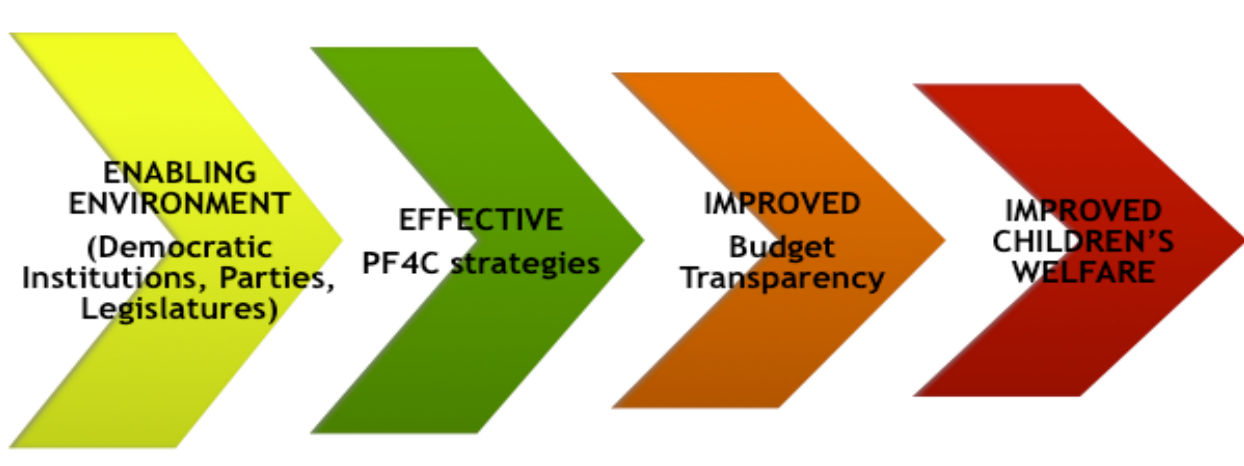 ENABLING
ENVIRONMENT
(Democratic
Institutions, Parties,
Legislatures)
EFFECTIVE
PF4C strategies
IMPROVED
Budget
Transparency
IMPROVED
CHILDREN'S
WELFARE